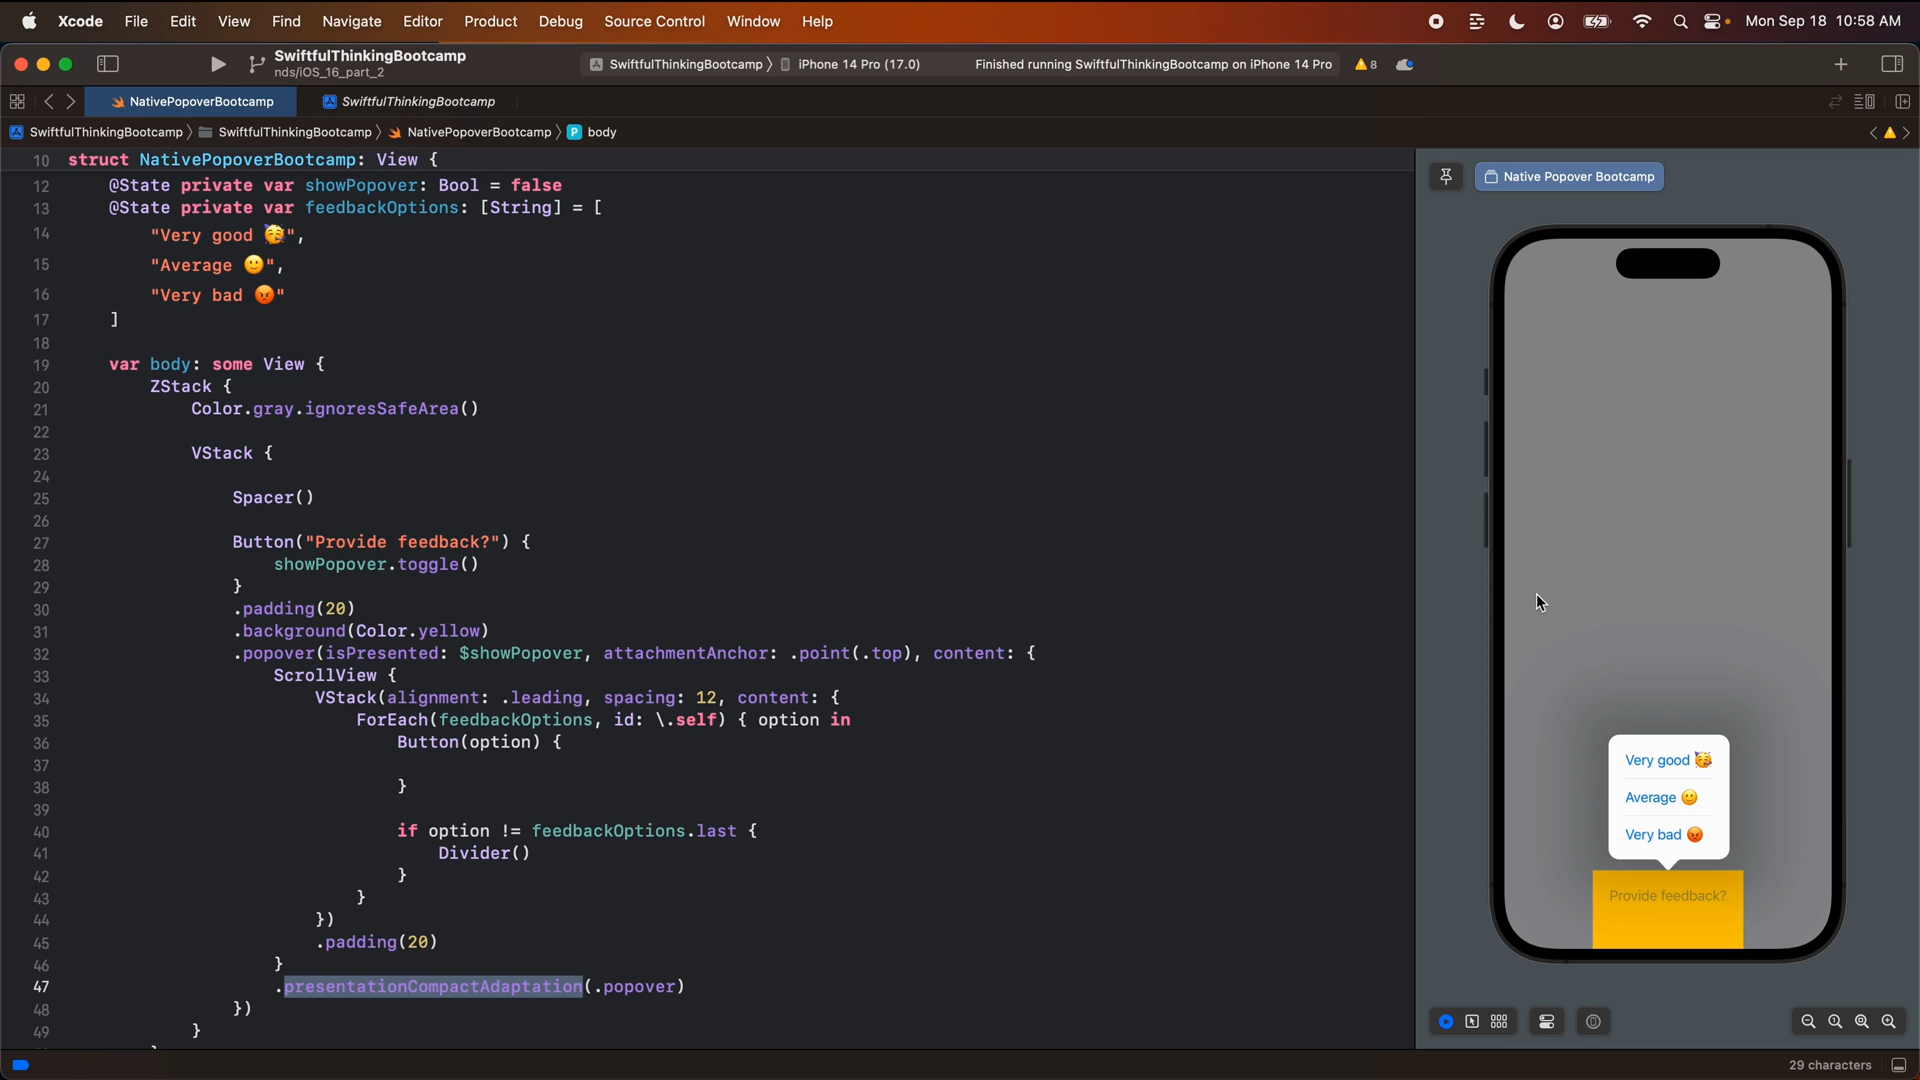 Xcode File Edit View Find Navigate Editor Product Debug Source Control Window Help Mon Sep 18 10:58 AM
SwiftfulThinkingBootcamp
nds/iOS_16_part_2
SwiftfulThinkingBootcamp 〉 iPhone 14 Pro (17.0) Finished running SwiftfulThinkingBootcamp on iPhone 14 Pro 8
NativePopoverBootcamp SwiftfulThinkingBootcamp
SwiftfulThinkingBootcamp 〉 SwiftfulThinkingBootcamp 〉 NativePopoverBootcamp 〉 P body
10 struct NativePopoverBootcamp: View {
12 @State private var showPopover: Bool = false
13 @State private var feedbackOptions: [String] = [
14 "Very good 🥳",
15 "Average 🙂",
16 "Very bad 😡"
17 ]
18
19 var body: some View {
20 ZStack {
21 Color.gray.ignoresSafeArea()
22
23 VStack {
24
25 Spacer()
26
27 Button("Provide feedback?") {
28 showPopover.toggle()
29 }
30 .padding(20)
31 .background(Color.yellow)
32 .popover(isPresented: $showPopover, attachmentAnchor: .point(.top), content: {
33 ScrollView {
34 VStack(alignment: .leading, spacing: 12, content: {
35 ForEach(feedbackOptions, id: \.self) { option in
36 Button(option) {
37
38 }
39
40 if option != feedbackOptions.last {
41 Divider()
42 }
43 }
44 })
45 .padding(20)
46 }
47 .presentationCompactAdaptation(.popover)
48 })
49 }
Native Popover Bootcamp
Very good 🥳
Average 🙂
Very bad 😡
Provide feedback?
29 characters